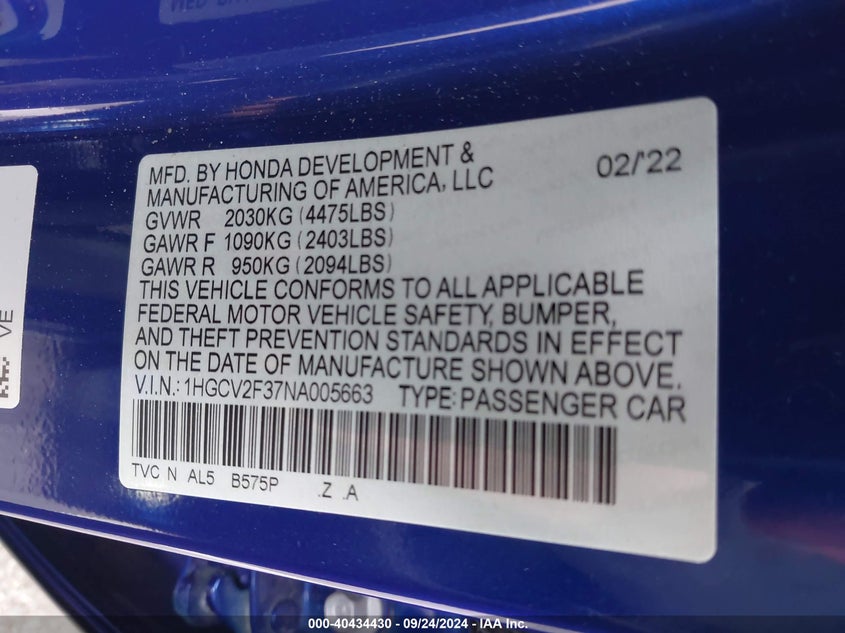 MFD. BY HONDA DEVELOPMENT & 02/'22
MANUFACTURING OF AMERICA, LLC
GVWR 2030KG (4475LBS)
GAWR F 1090KG (2403LBS)
GAWR R 950KG (2094LBS)
THIS VEHICLE CONFORMS TO ALL APPLICABLE
FEDERAL MOTOR VEHICLE SAFETY, BUMPER,
AND THEFT PREVENTION STANDARDS IN EFFECT
ON THE DATE OF MANUFACTURE SHOWN ABOVE.
V.I.N.: 1HGCV2F37NA005663 TYPE: PASSENGER CAR
TVC N AL5 B575P .Z .A
VE
000-40434430 - 09/24/2024 - IAA Inc.